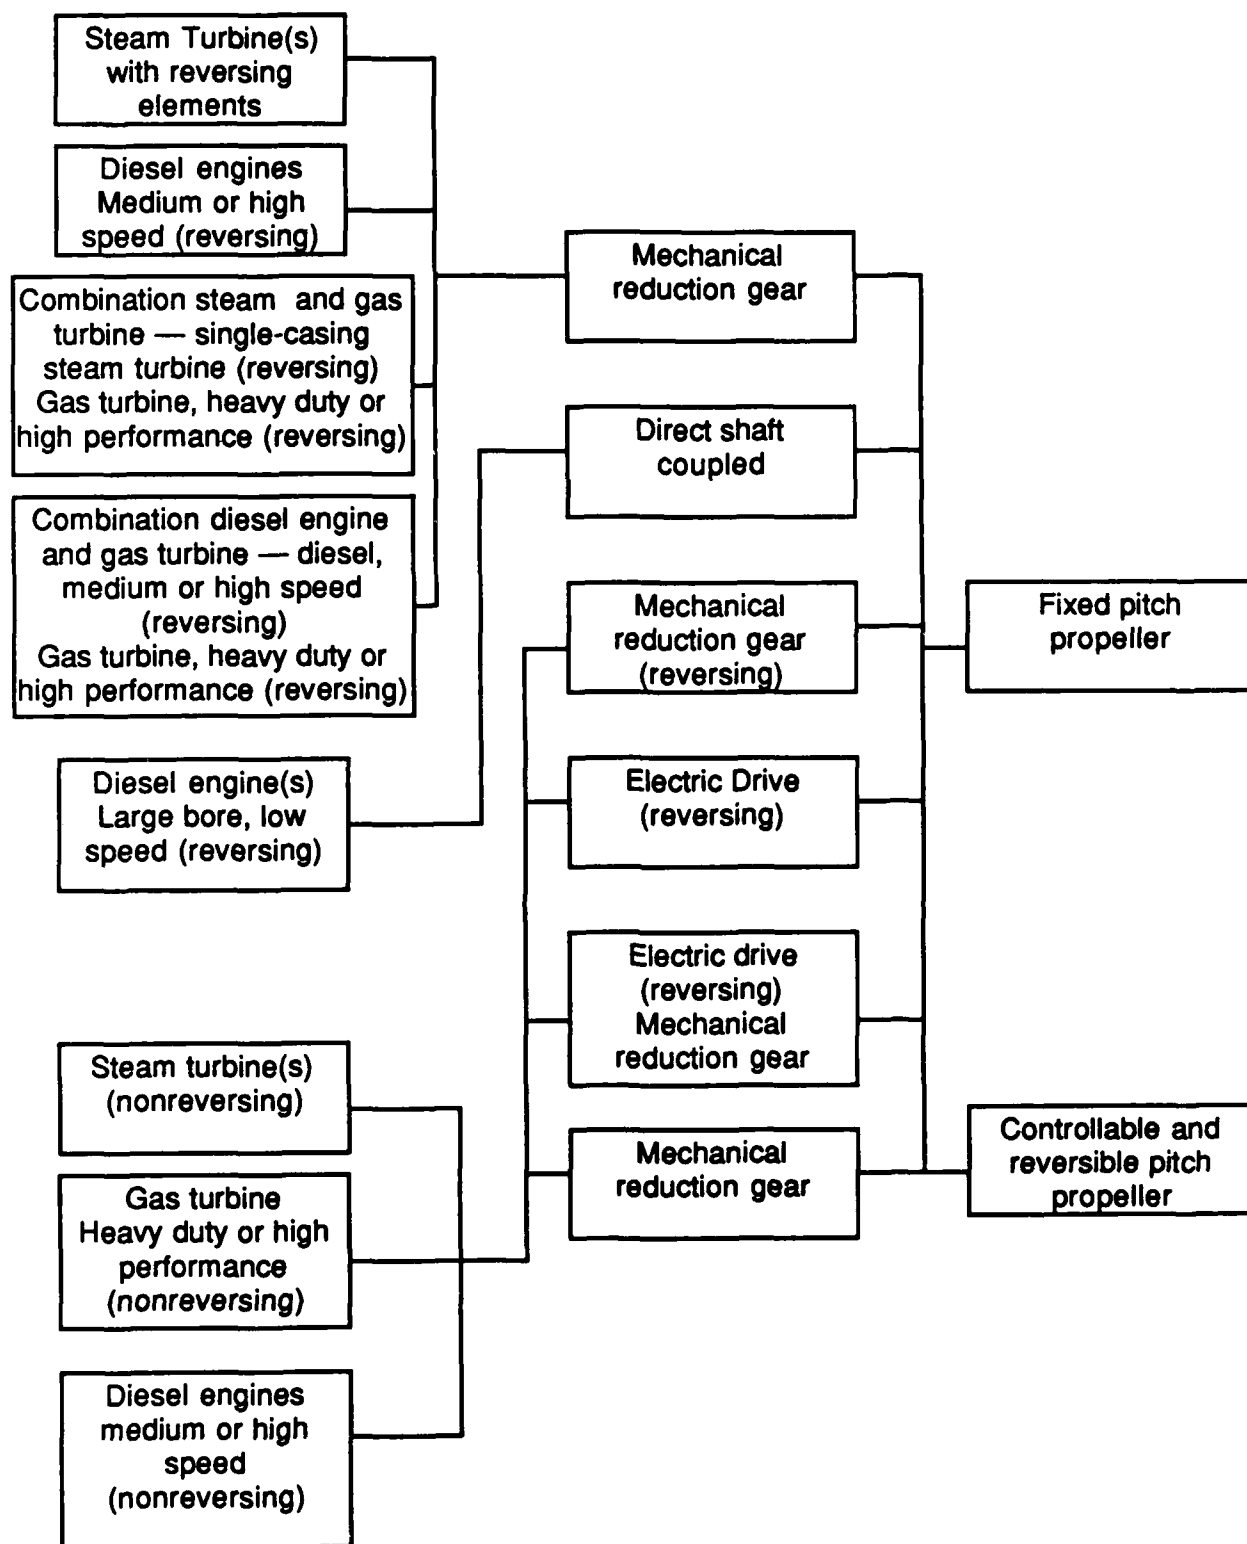 Steam Turbine(s)
with reversing
elements
Diesel engines
Medium or high
speed (reversing)
Combination steam and gas
turbine — single-casing
steam turbine (reversing)
Gas turbine, heavy duty or
high performance (reversing)
Combination diesel engine
and gas turbine — diesel,
medium or high speed
(reversing)
Gas turbine, heavy duty or
high performance (reversing)
Diesel engine(s)
Large bore, low
speed (reversing)
Steam turbine(s)
(nonreversing)
Gas turbine
Heavy duty or high
performance
(nonreversing)
Diesel engines
medium or high
speed
(nonreversing)
Mechanical
reduction gear
Direct shaft
coupled
Mechanical
reduction gear
(reversing)
Electric Drive
(reversing)
Electric drive
(reversing)
Mechanical
reduction gear
Mechanical
reduction gear
Fixed pitch
propeller
Controllable and
reversible pitch
propeller